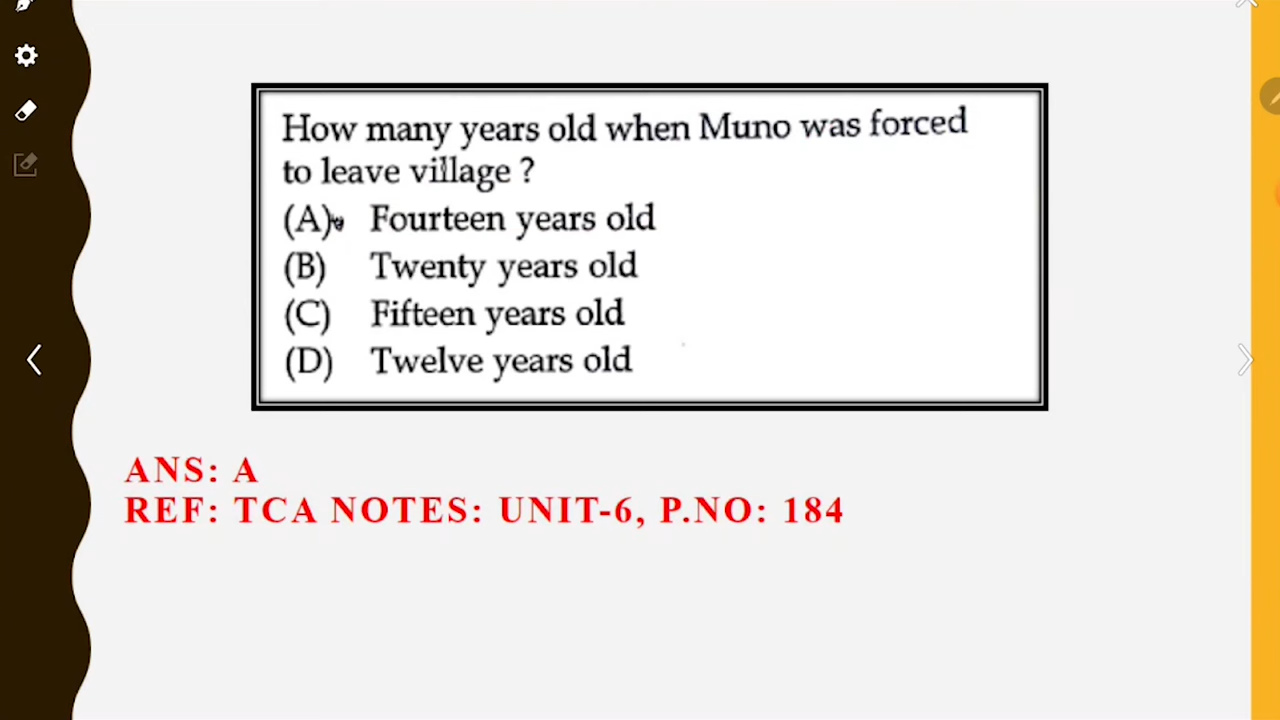 How many years old when Muno was forced
to leave village ?
(A) Fourteen years old
(B) Twenty years old
(C) Fifteen years old
(D) Twelve years old
ANS: A
REF: TCA NOTES: UNIT-6, P.NO: 184